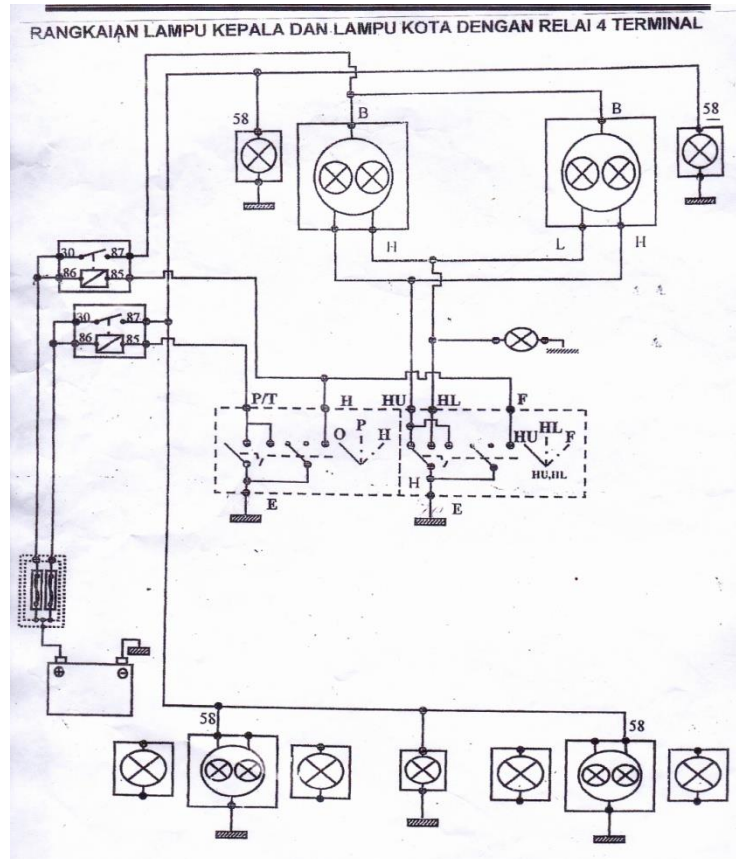 RANGKAIAN LAMPU KEPALA DAN LAMPU KOTA DENGAN RELAI 4 TERMINAL
58 B B 58
H L H
30 87
86 85
30 87
86 85
P/T H HU HL F
O P H HU HL F
HU,HL
H
E E
58 58